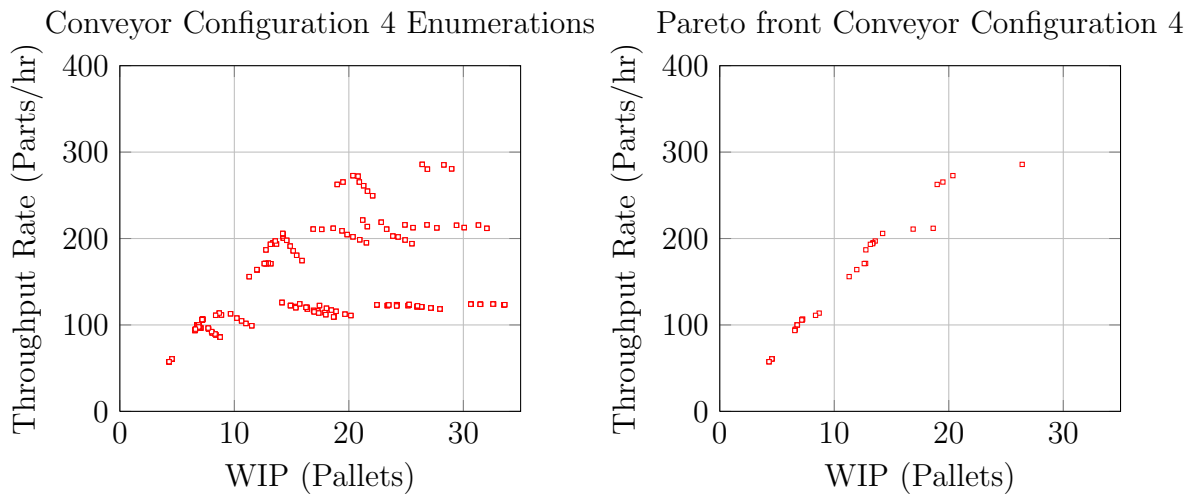 Conveyor Configuration 4 Enumerations
Throughput Rate (Parts/hr)
400
300
200
100
0
0 10 20 30
WIP (Pallets)
Pareto front Conveyor Configuration 4
Throughput Rate (Parts/hr)
400
300
200
100
0
0 10 20 30
WIP (Pallets)